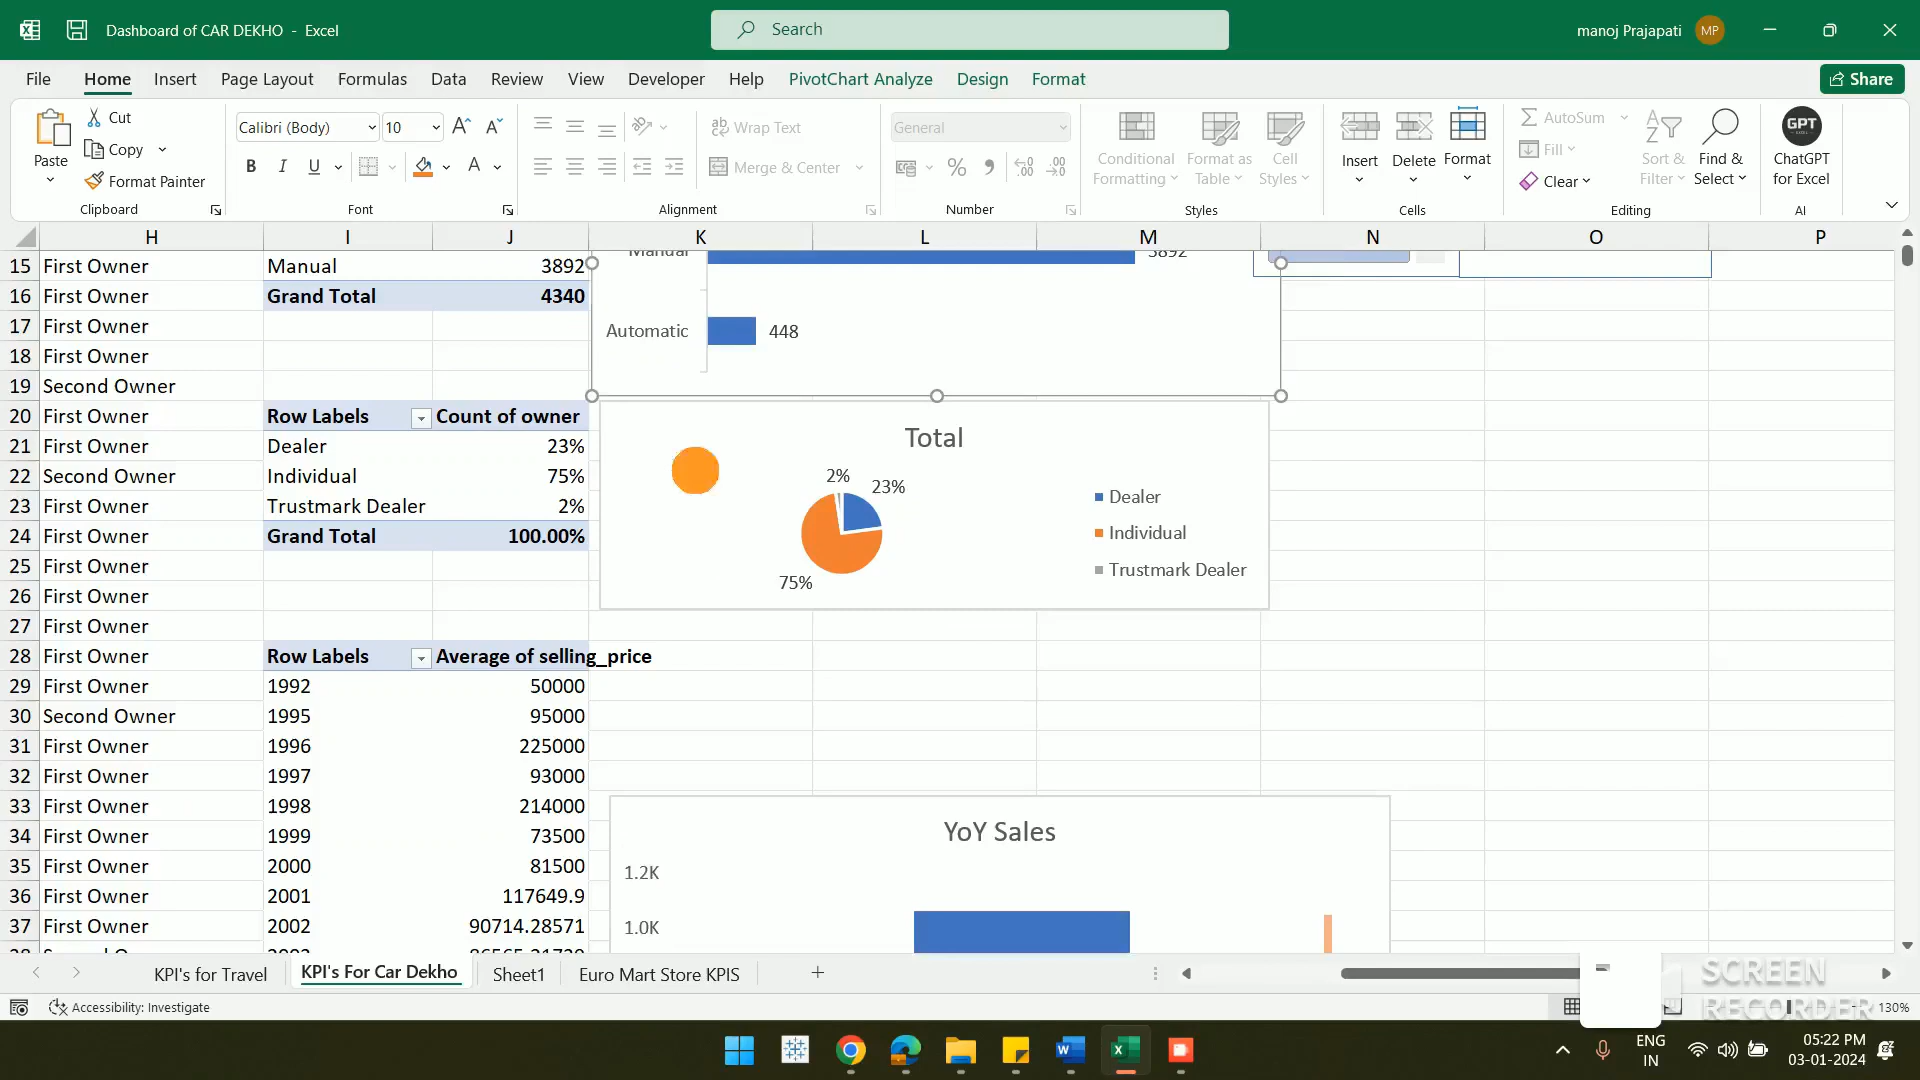 Dashboard of CAR DEKHO - Excel
Search
manoj Prajapati MP
File Home Insert Page Layout Formulas Data Review View Developer Help PivotChart Analyze Design Format Share
Paste Cut Copy Format Painter Clipboard
Calibri (Body) 10 B I U A Font
Wrap Text Merge & Center Alignment
General % Number
Conditional Formatting Format as Table Cell Styles Styles
Insert Delete Format Cells
AutoSum Fill Clear Sort & Filter Find & Select Editing
GPT ChatGPT for Excel AI
H I J K L M N O P
15 First Owner Manual 3892
16 First Owner Grand Total 4340
17 First Owner
18 First Owner
19 Second Owner
20 First Owner Row Labels Count of owner
21 First Owner Dealer 23%
22 Second Owner Individual 75%
23 First Owner Trustmark Dealer 2%
24 First Owner Grand Total 100.00%
25 First Owner
26 First Owner
27 First Owner
28 First Owner Row Labels Average of selling_price
29 First Owner 1992 50000
30 Second Owner 1995 95000
31 First Owner 1996 225000
32 First Owner 1997 93000
33 First Owner 1998 214000
34 First Owner 1999 73500
35 First Owner 2000 81500
36 First Owner 2001 117649.9
37 First Owner 2002 90714.28571
Manual 3892
Automatic 448
Total
2% 23%
75%
Dealer
Individual
Trustmark Dealer
YoY Sales
1.2K
1.0K
KPI's for Travel KPI's For Car Dekho Sheet1 Euro Mart Store KPIS
SCREEN
RECORDER
Accessibility: Investigate 130%
ENG
IN
05:22 PM
03-01-2024